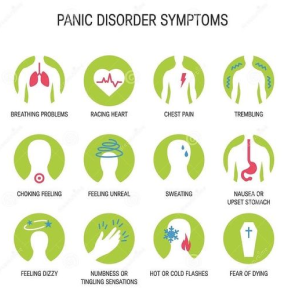 PANIC DISORDER SYMPTOMS
BREATHING PROBLEMS
RACING HEART
CHEST PAIN
TREMBLING
CHOKING FEELING
FEELING UNREAL
SWEATING
NAUSEA OR
UPSET STOMACH
FEELING DIZZY
NUMBNESS OR
TINGLING SENSATIONS
HOT OR COLD FLASHES
FEAR OF DYING